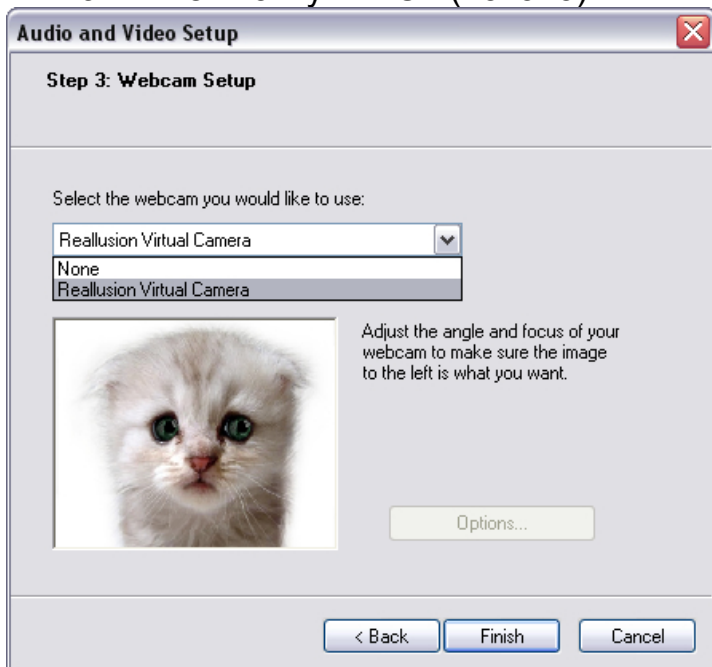 Audio and Video Setup
Step 3: Webcam Setup
Select the webcam you would like to use:
Reallusion Virtual Camera
None
Reallusion Virtual Camera
Adjust the angle and focus of your
webcam to make sure the image
to the left is what you want.
Options...
< Back
Finish
Cancel